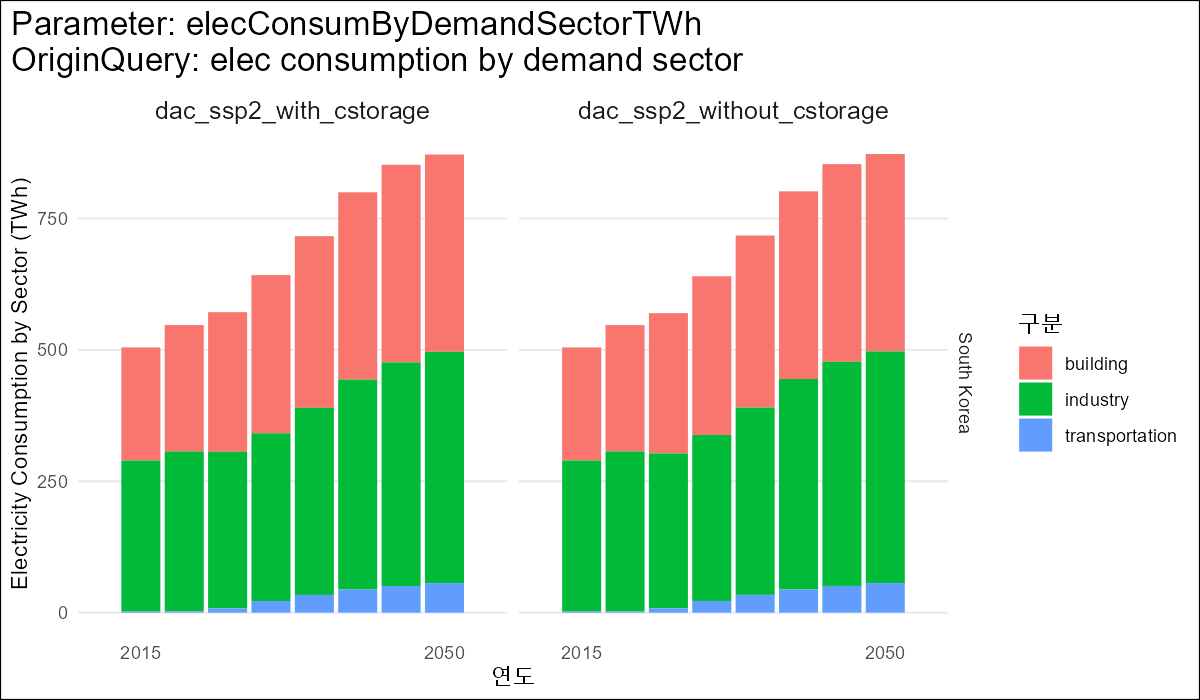 Parameter: elecConsumByDemandSectorTWh
OriginQuery: elec consumption by demand sector
dac_ssp2_with_cstorage
dac_ssp2_without_cstorage
Electricity Consumption by Sector (TWh)
750
500
250
0
2015
2050
2015
2050
연도
South Korea
구분
building
industry
transportation